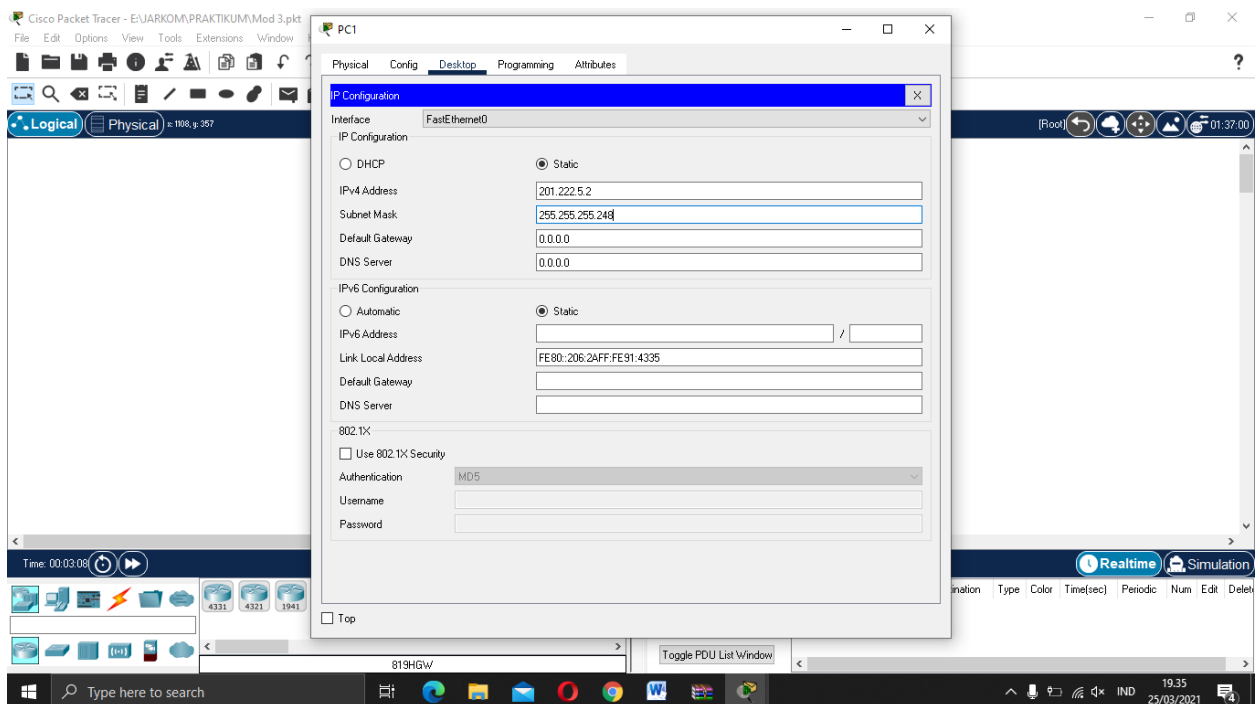 Cisco Packet Tracer - E:\JARKOM\PRAKTIKUM\Mod 3.pkt
File Edit Options View Tools Extensions Window
?
Logical Physical x: 1108, y: 357
[Root] 01:37:00
PC1
Physical Config Desktop Programming Attributes
IP Configuration X
Interface FastEthernet0
IP Configuration
DHCP Static
IPv4 Address 201.222.5.2
Subnet Mask 255.255.255.248
Default Gateway 0.0.0.0
DNS Server 0.0.0.0
IPv6 Configuration
Automatic Static
IPv6 Address /
Link Local Address FE80::206:2AFF:FE91:4335
Default Gateway
DNS Server
802.1X
Use 802.1X Security
Authentication MD5
Username
Password
Top
Time: 00:03:08
Realtime Simulation
4331 4321 1941
ination Type Color Time(sec) Periodic Num Edit Delet
819HGW
Toggle PDU List Window
Type here to search
IND
19.35
25/03/2021
4